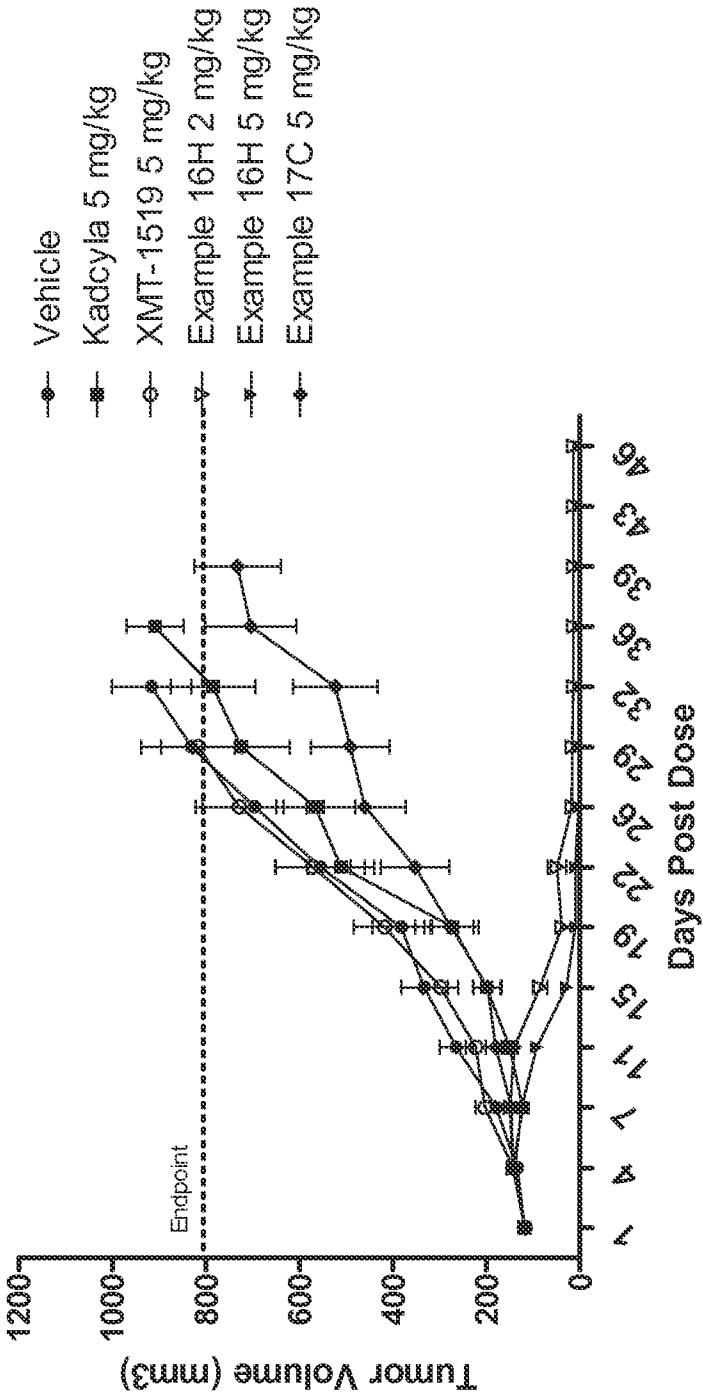 Vehicle
Kadcyla 5 mg/kg
XMT-1519 5 mg/kg
Example 16H 2 mg/kg
Example 16H 5 mg/kg
Example 17C 5 mg/kg
Tumor Volume (mm3)
1200
1000
800
600
400
200
0
Endpoint
1 4 7 11 15 19 22 26 29 32 36 39 43 46
Days Post Dose